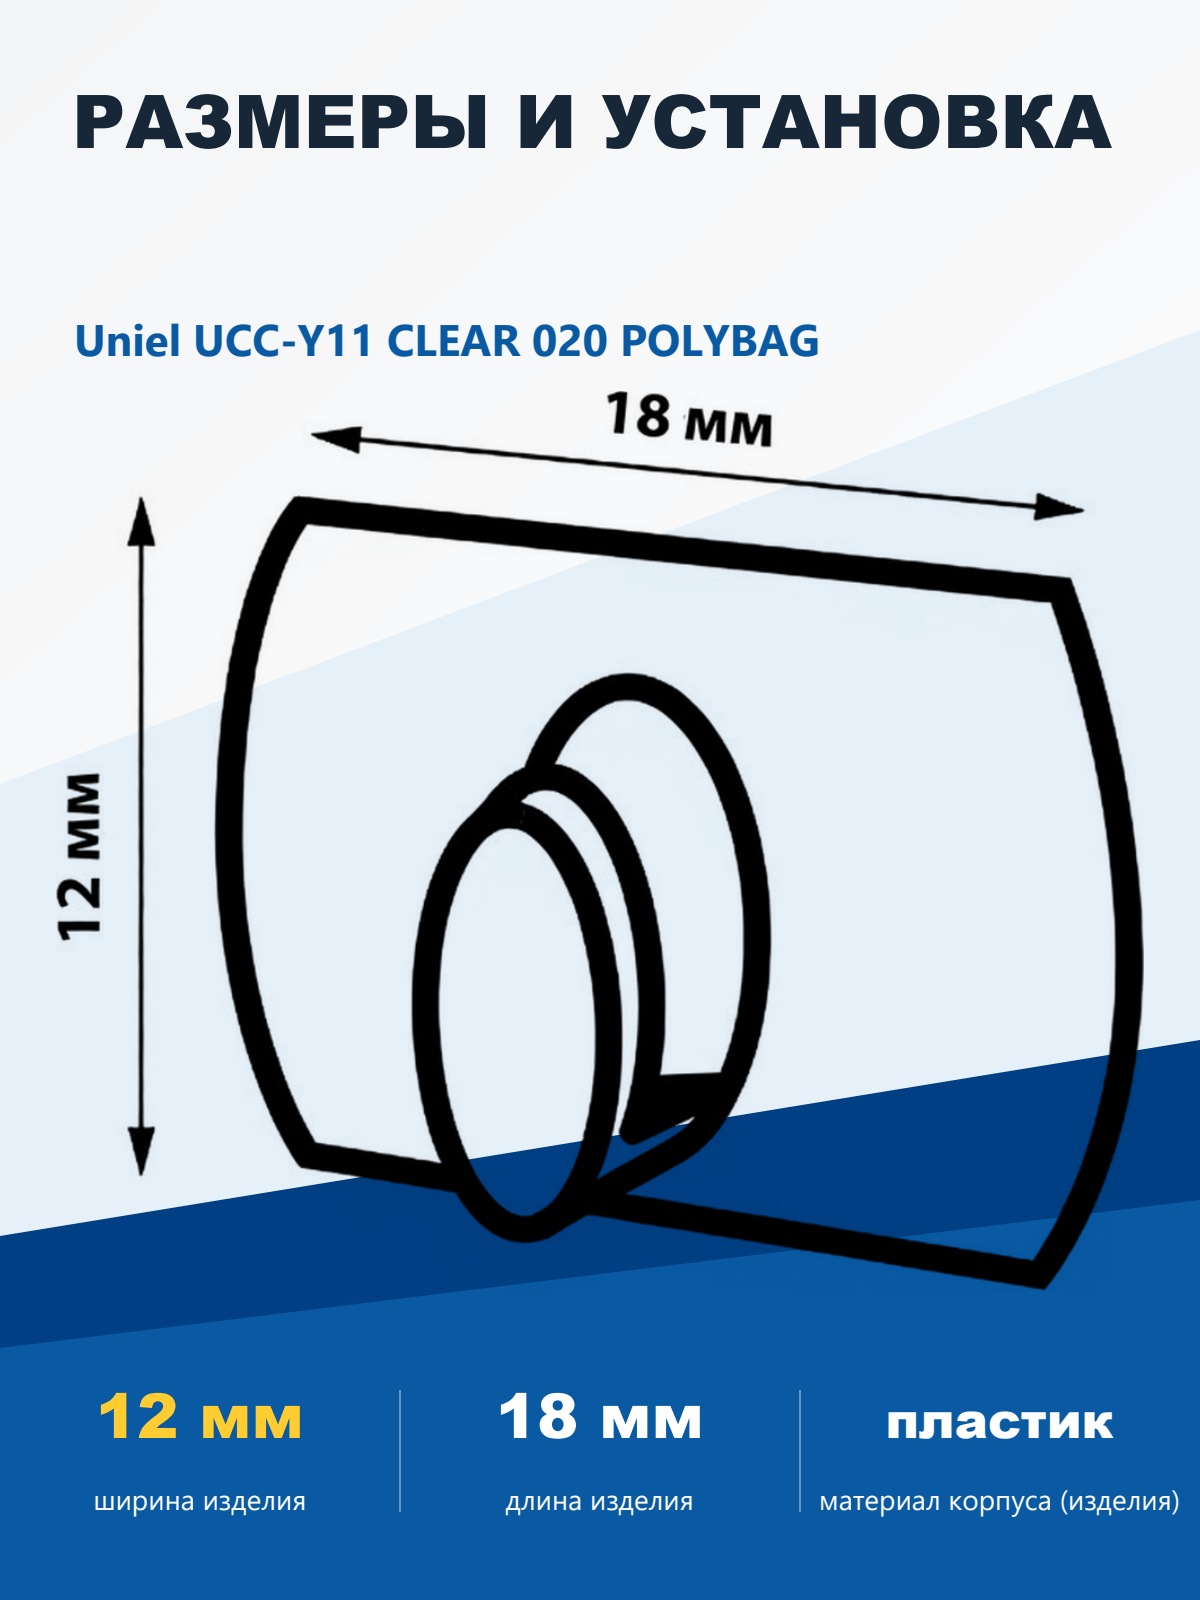 РАЗМЕРЫ И УСТАНОВКА
Uniel UCC-Y11 CLEAR 020 POLYBAG
18 мм
12 мм
12 мм
18 мм
пластик
ширина изделия
длина изделия
материал корпуса (изделия)